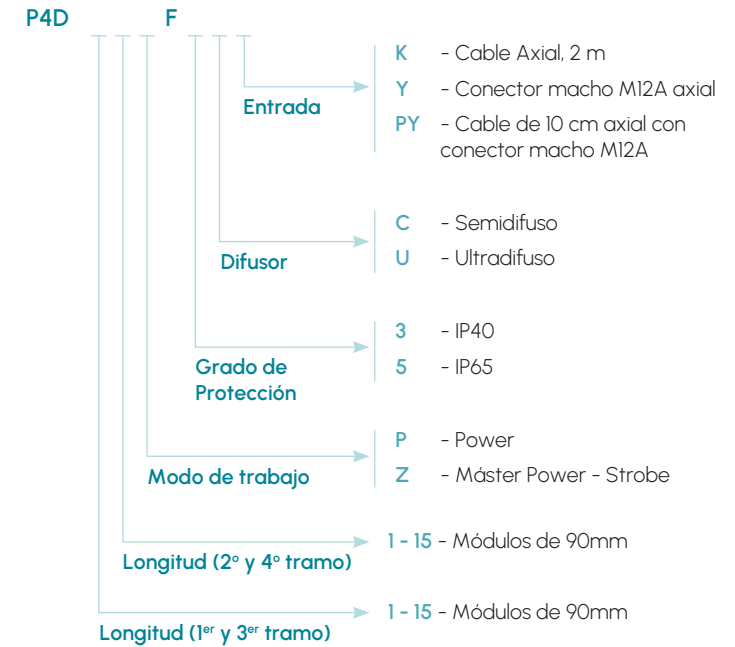 P4D F
Entrada
K - Cable Axial, 2 m
Y - Conector macho M12A axial
PY - Cable de 10 cm axial con
conector macho M12A
Difusor
C - Semidifuso
U - Ultradifuso
Grado de
Protección
3 - IP40
5 - IP65
Modo de trabajo
P - Power
Z - Máster Power - Strobe
Longitud (2º y 4º tramo)
1 - 15 - Módulos de 90mm
Longitud (1er y 3er tramo)
1 - 15 - Módulos de 90mm